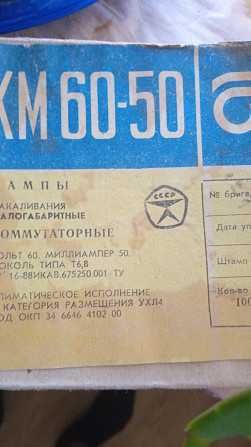 КМ 60-50
АМПЫ
АКАЛИВАНИЯ
АЛОГАБАРИТНЫЕ
ОММУТАТОРНЫЕ
ОЛЬТ 60, МИЛЛИАМПЕР 50,
ОКОЛЬ ТИПА Т6,8
16-88ИКАВ.675250.001 ТУ
ЛИМАТИЧЕСКОЕ ИСПОЛНЕНИЕ
КАТЕГОРИЯ РАЗМЕЩЕНИЯ УХЛ4
ОД ОКП 34 6646 4102 00
СССР
№ бригад
Дата уп
Штамп
Кол-во
100